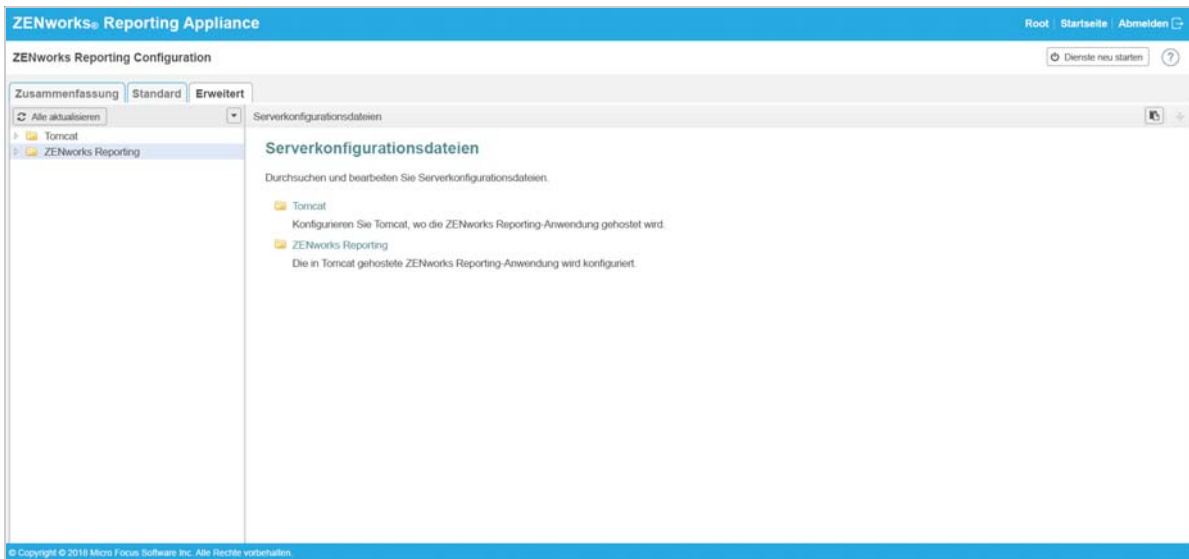 ZENworks® Reporting Appliance
Root | Startseite | Abmelden
ZENworks Reporting Configuration
Dienste neu starten
?
Zusammenfassung Standard Erweitert
Alle aktualisieren
Serverkonfigurationsdateien
Tomcat
ZENworks Reporting
Serverkonfigurationsdateien
Durchsuchen und bearbeiten Sie Serverkonfigurationsdateien.
Tomcat
Konfigurieren Sie Tomcat, wo die ZENworks Reporting-Anwendung gehostet wird.
ZENworks Reporting
Die in Tomcat gehostete ZENworks Reporting-Anwendung wird konfiguriert.
© Copyright © 2018 Micro Focus Software Inc. Alle Rechte vorbehalten.